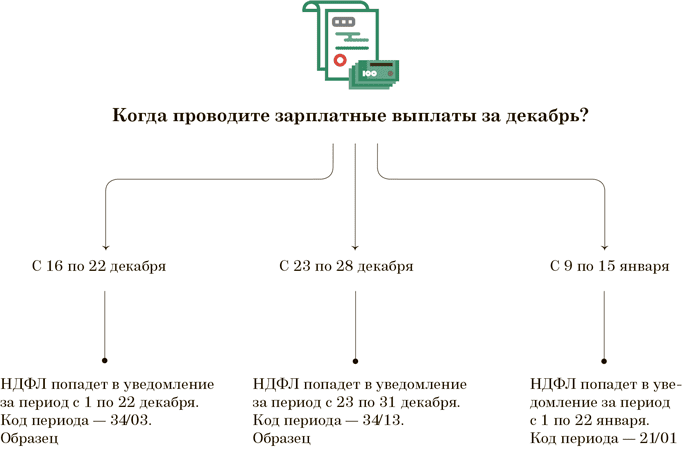 100
Когда проводите зарплатные выплаты за декабрь?
С 16 по 22 декабря
С 23 по 28 декабря
С 9 по 15 января
НДФЛ попадет в уведомление
за период с 1 по 22 декабря.
Код периода — 34/03.
Образец
НДФЛ попадет в уведомление
за период с 23 по 31 декабря.
Код периода — 34/13.
Образец
НДФЛ попадет в уве-
домление за период
с 1 по 22 января.
Код периода — 21/01